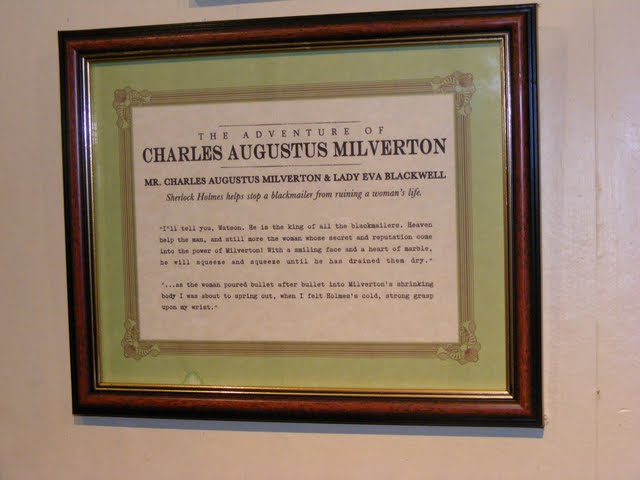 THE ADVENTURE OF
CHARLES AUGUSTUS MILVERTON
MR. CHARLES AUGUSTUS MILVERTON & LADY EVA BLACKWELL
Sherlock Holmes helps stop a blackmailer from ruining a woman's life.
"I'll tell you, Watson. He is the king of all the blackmailers. Heaven
help the man, and still more the woman whose secret and reputation come
into the power of Milverton! With a smiling face and a heart of marble,
he will squeeze and squeeze until he has drained them dry."
"...as the woman poured bullet after bullet into Milverton's shrinking
body I was about to spring out, when I felt Holmes's cold, strong grasp
upon my wrist."